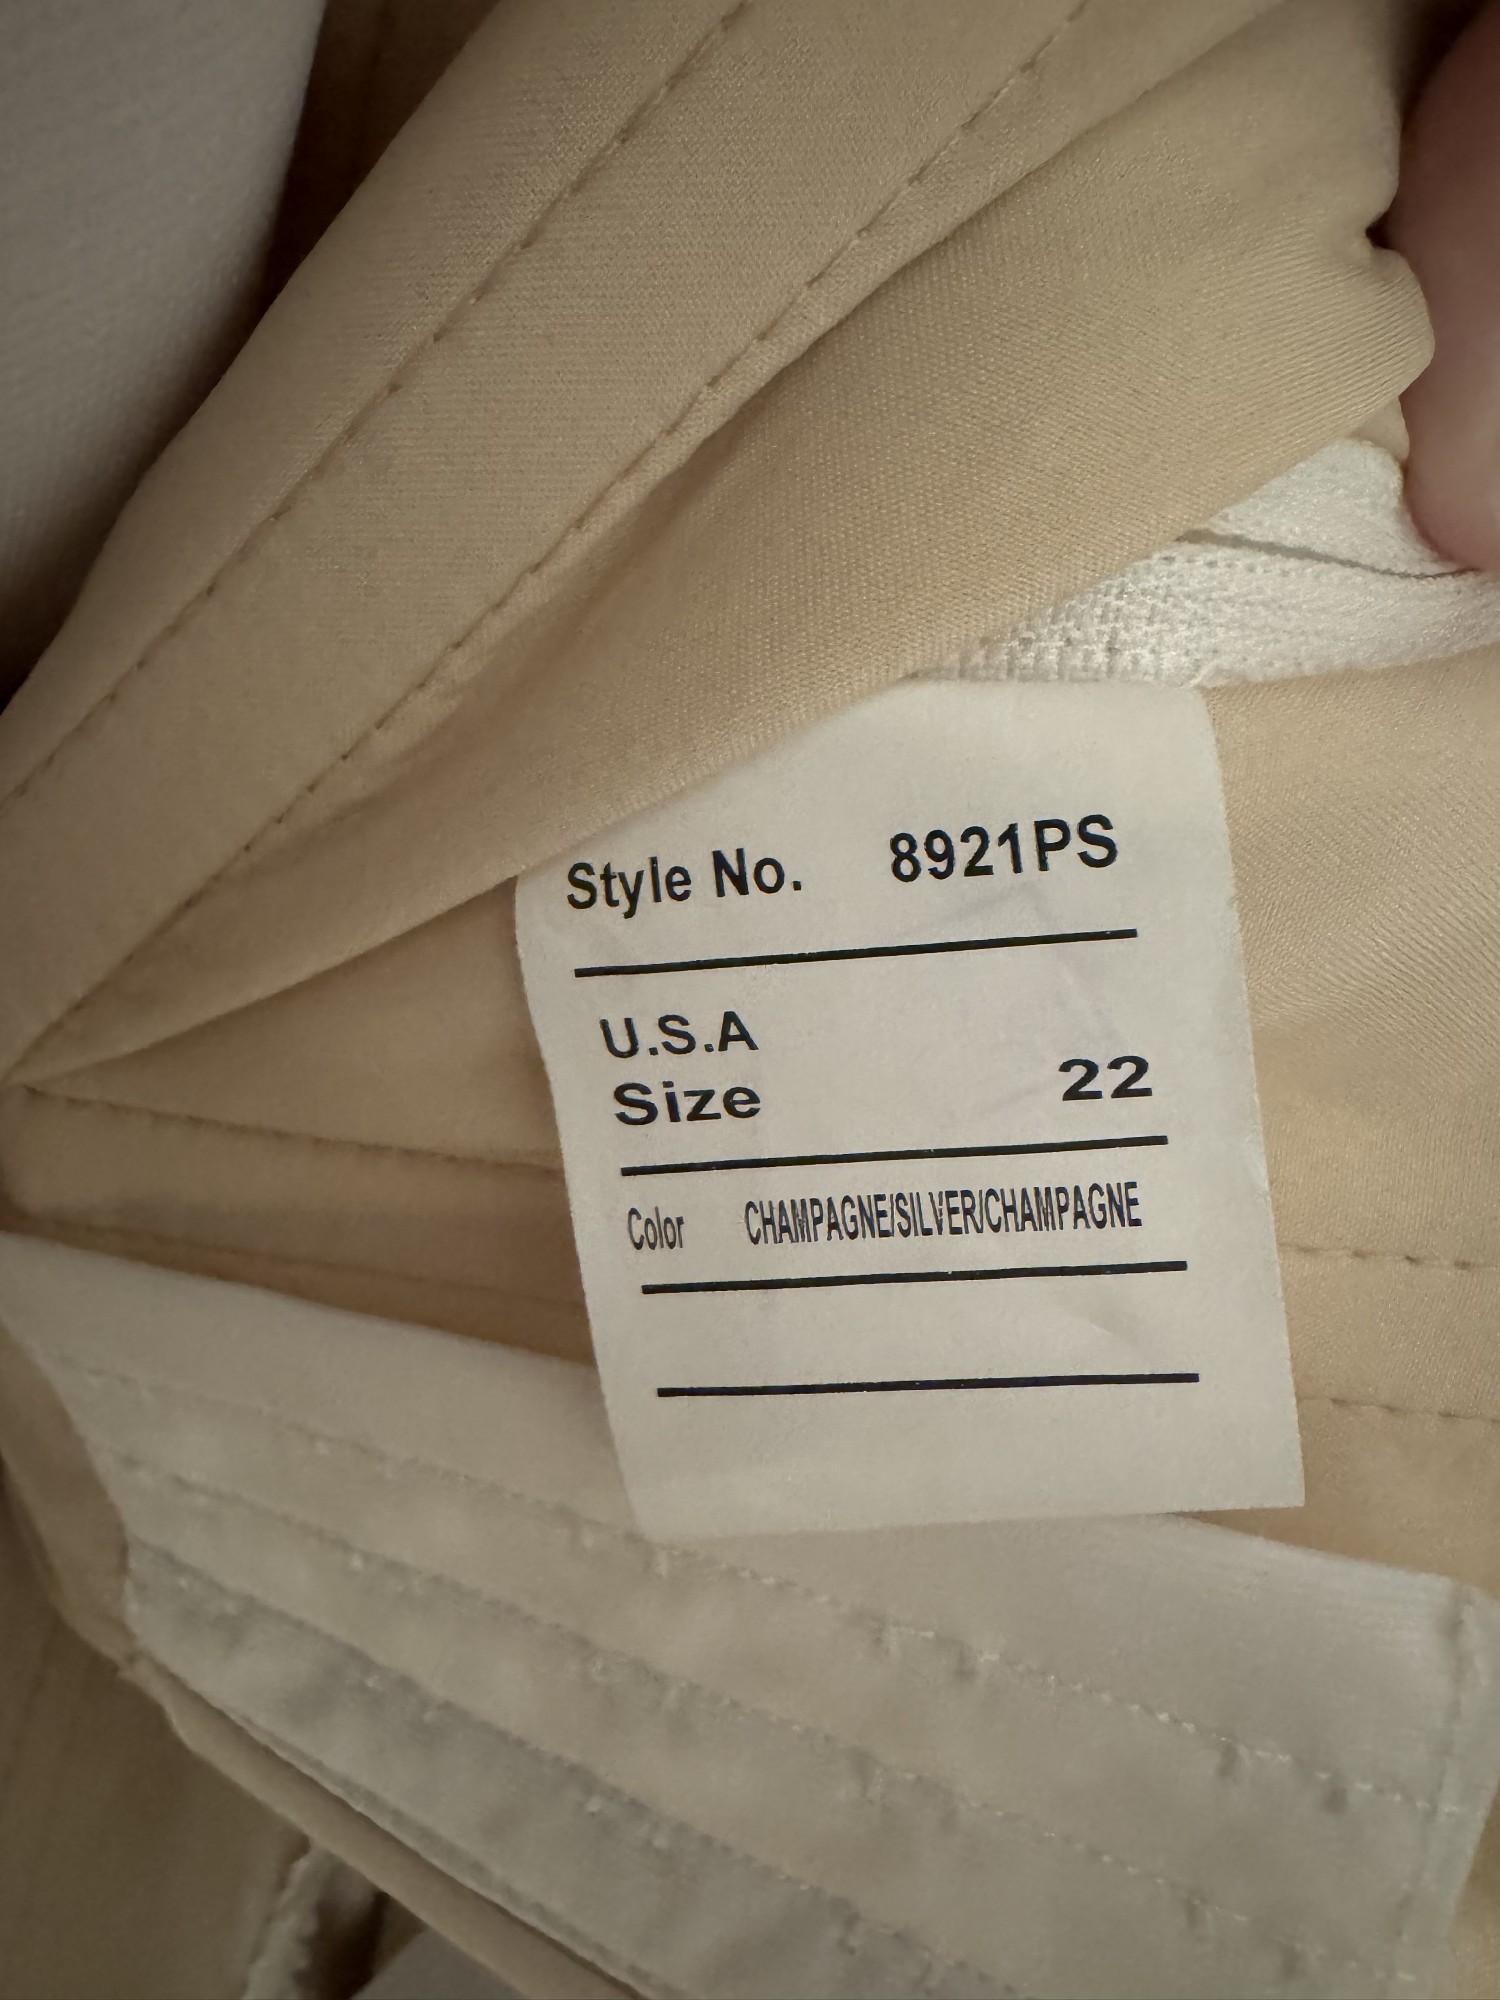 Style No. 8921PS
U.S.A
Size 22
Color CHAMPAGNE/SILVER/CHAMPAGNE